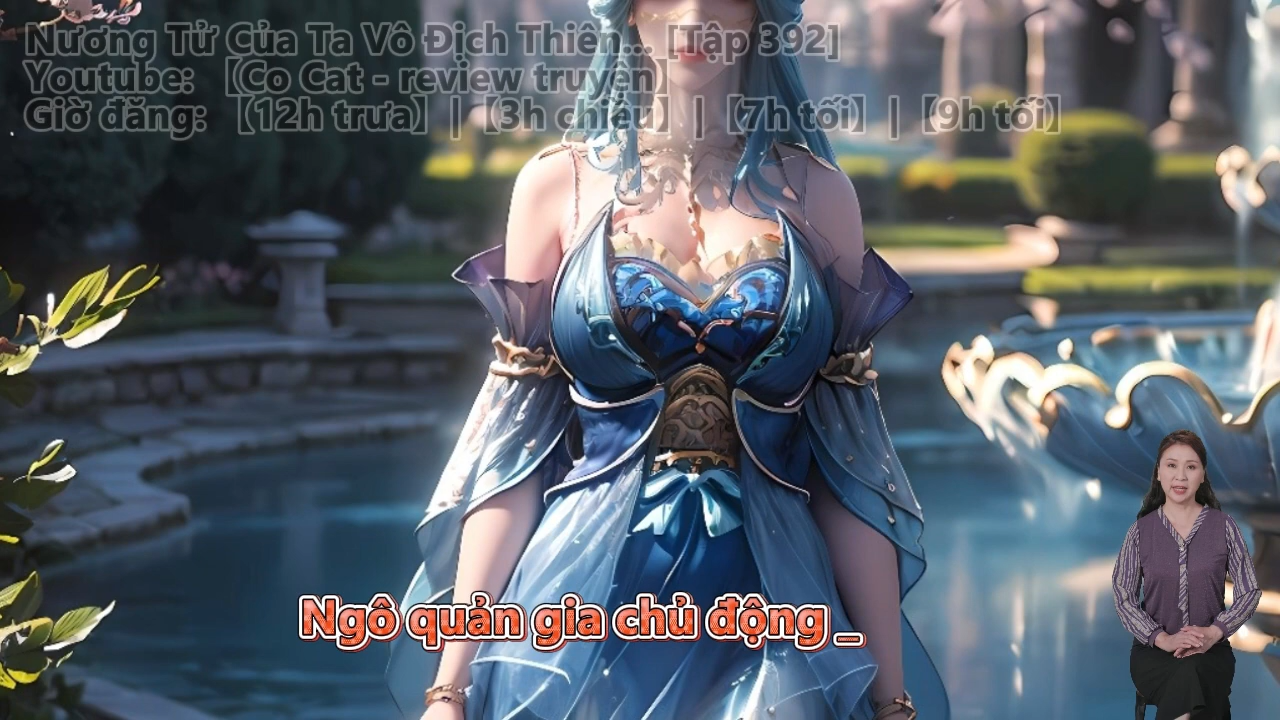 Nương Tử Của Ta Vô Địch Thiên... [Tập 392]
Youtube: [Co Cat - review truyện]
Giờ đăng: [12h trưa] | [3h chiều] | [7h tối] | [9h tối]
Ngô quản gia chủ động _